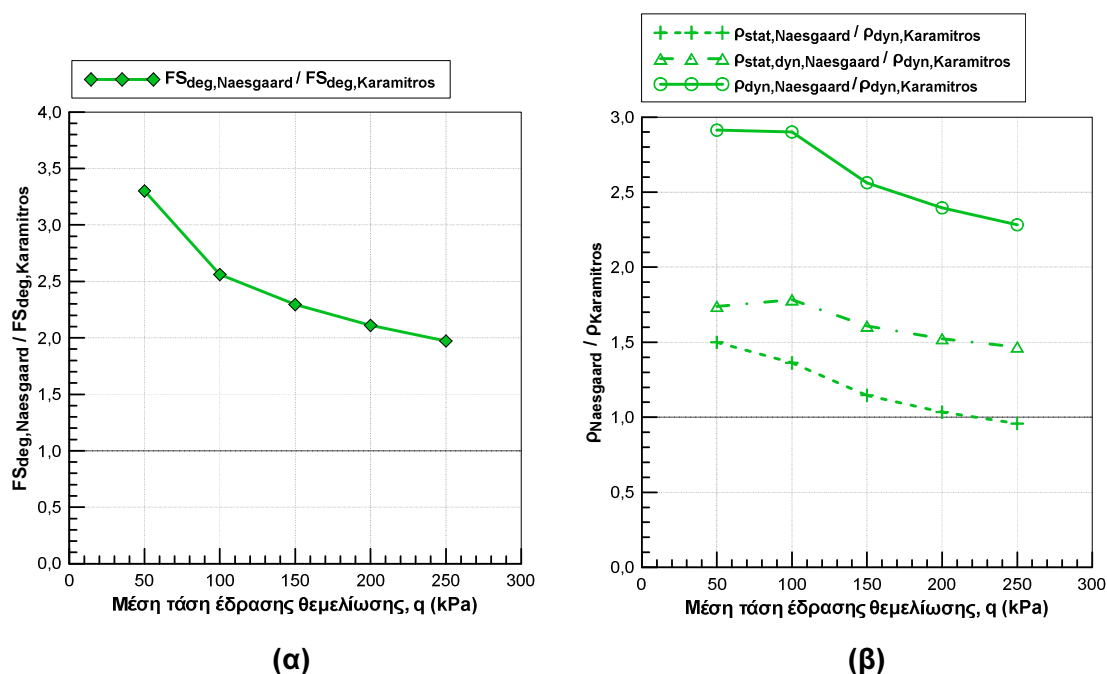 FSdeg,Naesgaard / FSdeg,Karamitros
4,0
3,5
3,0
2,5
2,0
1,5
1,0
0,5
0,0
FSdeg,Naesgaard / FSdeg,Karamitros
0 50 100 150 200 250 300
Μέση τάση έδρασης θεμελίωσης, q (kPa)
(α)
ρstat,Naesgaard / ρdyn,Karamitros
ρstat,dyn,Naesgaard / ρdyn,Karamitros
ρdyn,Naesgaard / ρdyn,Karamitros
3,0
2,5
2,0
1,5
1,0
0,5
0,0
ρNaesgaard / ρKaramitros
0 50 100 150 200 250 300
Μέση τάση έδρασης θεμελίωσης, q (kPa)
(β)